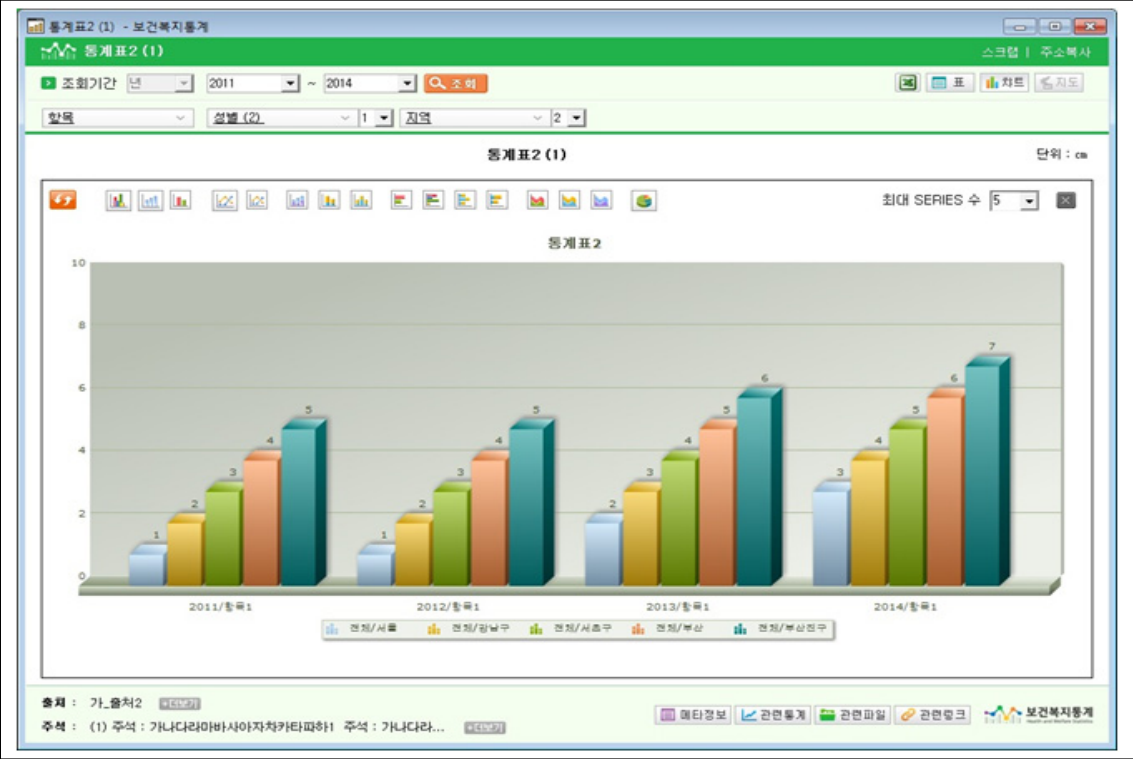 통계표2 (1) - 보건복지통계
통계표2 (1)
스크랩 | 주소복사
조회기간 년 2011 ~ 2014 조회
표 차트 지도
항목 성별 (2) 1 지역 2
통계표2 (1)
단위 : cm
최대 SERIES 수 5
통계표2
10
8
6
4
2
0
1 2 3 4 5
1 2 3 4 5
2 3 4 5 6
3 4 5 6 7
2011/항목1 2012/항목1 2013/항목1 2014/항목1
전체/서울 전체/강남구 전체/서초구 전체/부산 전체/부산진구
출처 : 가_출처2 +더보기
주석 : (1) 주석 : 가나다라마바사아자차카타파하1 주석 : 가나다라... +더보기
메타정보 관련통계 관련파일 관련링크 보건복지통계
Health and Welfare Statistics